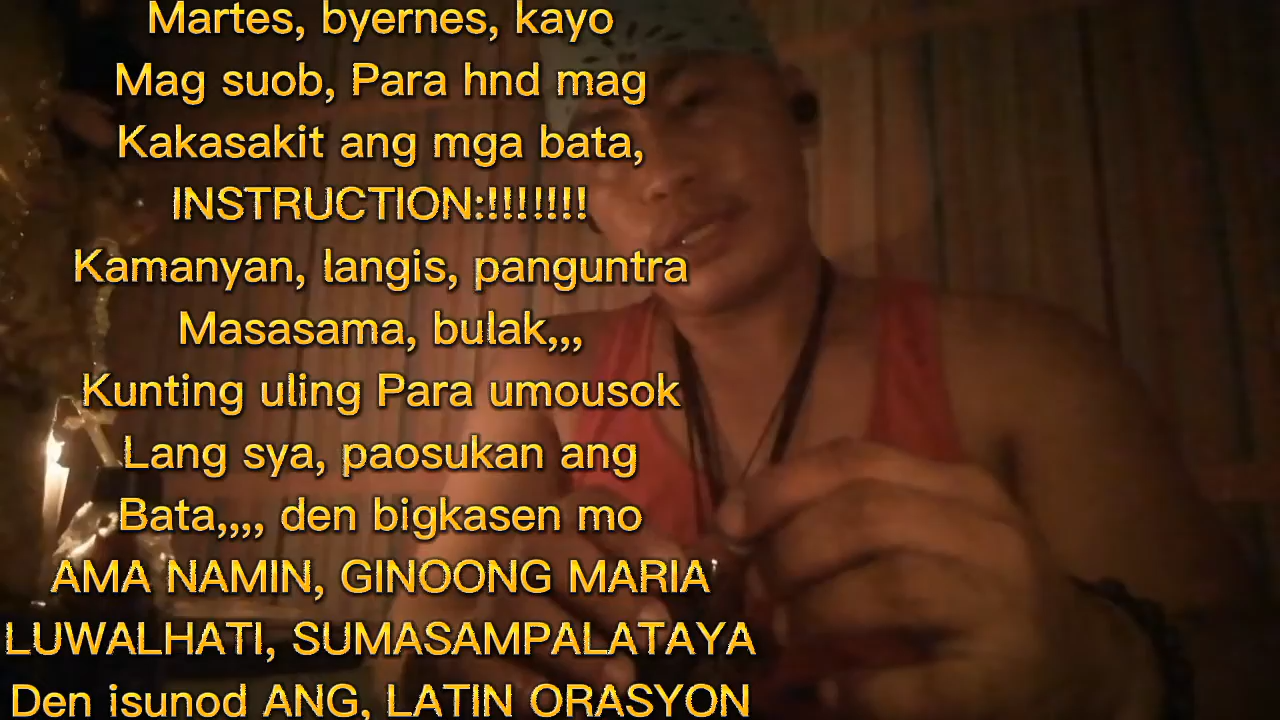 Martes, byernes, kayo
Mag suob, Para hnd mag
Kakasakit ang mga bata,
INSTRUCTION:!!!!!!!
Kamanyan, langis, panguntra
Masasama, bulak,,,
Kunting uling Para umousok
Lang sya, paosukan ang
Bata,,,, den bigkasen mo
AMA NAMIN, GINOONG MARIA
LUWALHATI, SUMASAMPALATAYA
Den isunod ANG, LATIN ORASYON